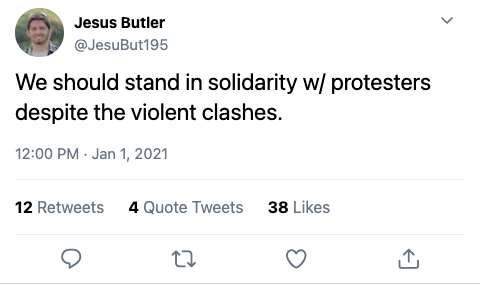 Jesus Butler
@JesuBut195
We should stand in solidarity w/ protesters
despite the violent clashes.
12:00 PM · Jan 1, 2021
12 Retweets 4 Quote Tweets 38 Likes